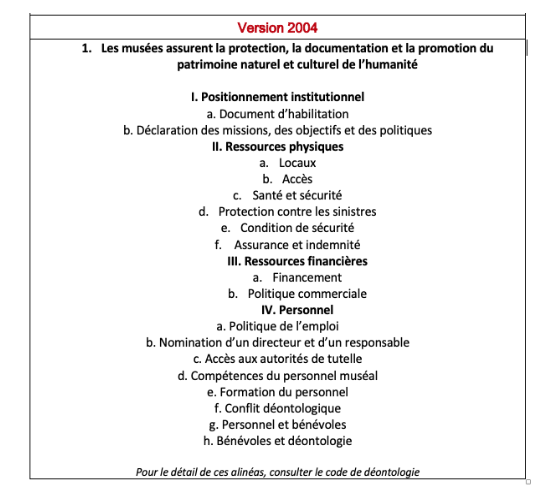 Version 2004
1. Les musées assurent la protection, la documentation et la promotion du
patrimoine naturel et culturel de l'humanité
I. Positionnement institutionnel
a. Document d'habilitation
b. Déclaration des missions, des objectifs et des politiques
II. Ressources physiques
a. Locaux
b. Accès
c. Santé et sécurité
d. Protection contre les sinistres
e. Condition de sécurité
f. Assurance et indemnité
III. Ressources financières
a. Financement
b. Politique commerciale
IV. Personnel
a. Politique de l'emploi
b. Nomination d'un directeur et d'un responsable
c. Accès aux autorités de tutelle
d. Compétences du personnel muséal
e. Formation du personnel
f. Conflit déontologique
g. Personnel et bénévoles
h. Bénévoles et déontologie
Pour le détail de ces alinéas, consulter le code de déontologie